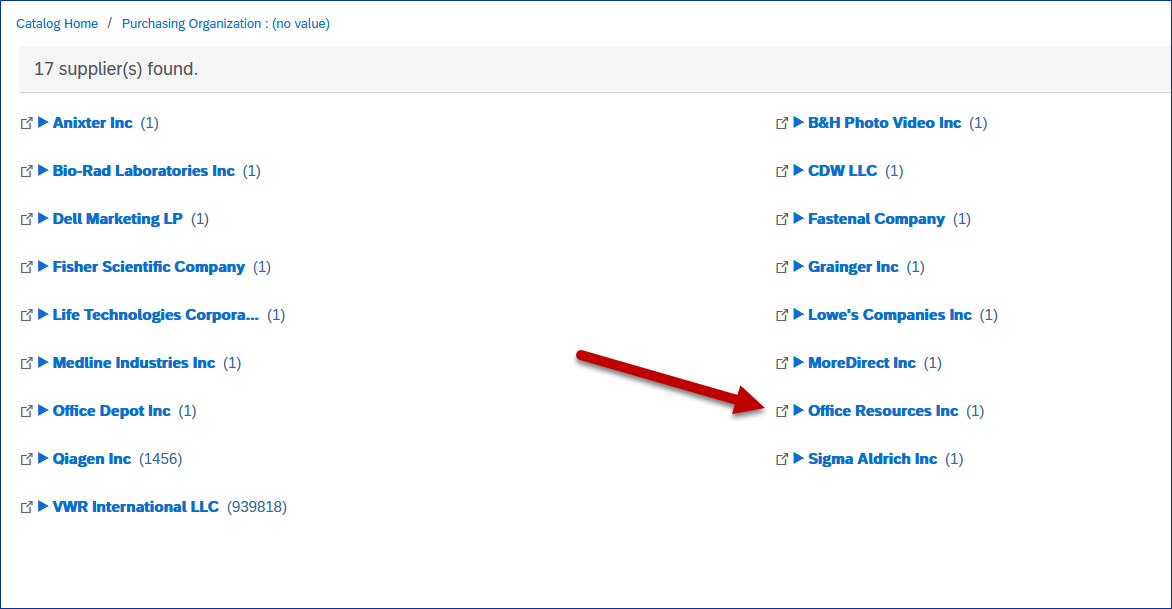 Catalog Home / Purchasing Organization : (no value)
17 supplier(s) found.
Anixter Inc (1)
B&H Photo Video Inc (1)
Bio-Rad Laboratories Inc (1)
CDW LLC (1)
Dell Marketing LP (1)
Fastenal Company (1)
Fisher Scientific Company (1)
Grainger Inc (1)
Life Technologies Corpora... (1)
Lowe's Companies Inc (1)
Medline Industries Inc (1)
MoreDirect Inc (1)
Office Depot Inc (1)
Office Resources Inc (1)
Qiagen Inc (1456)
Sigma Aldrich Inc (1)
VWR International LLC (939818)